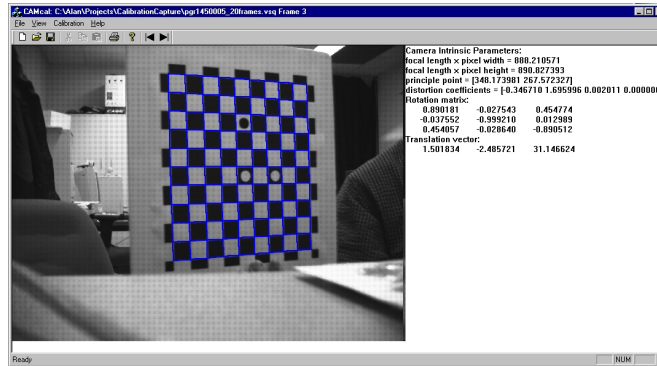 CAMcal: C:\Alan\Projects\CalibrationCapture\pgr1450005_20frames.vsq Frame 3
File View Calibration Help
Camera Intrinsic Parameters:
focal length x pixel width = 888.210571
focal length x pixel height = 890.827393
principle point = [348.173981 267.572327]
distortion coefficients = [-0.346710 1.695996 0.002011 0.000000
Rotation matrix:
0.890181 -0.027543 0.454774
-0.037552 -0.999210 0.012989
0.454057 -0.028640 -0.890512
Translation vector:
1.501834 -2.485721 31.146624
Ready
NUM